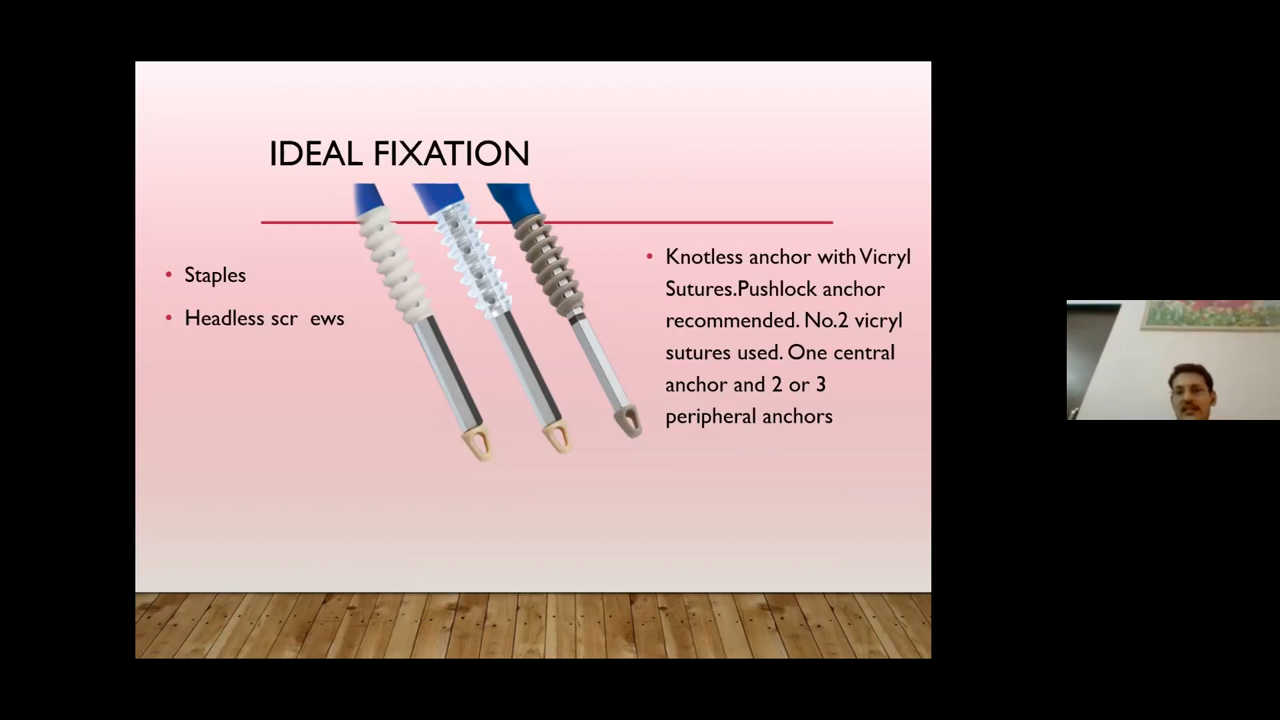 IDEAL FIXATION
• Staples
• Headless scr ews
• Knotless anchor with Vicryl
Sutures.Pushlock anchor
recommended. No.2 vicryl
sutures used. One central
anchor and 2 or 3
peripheral anchors